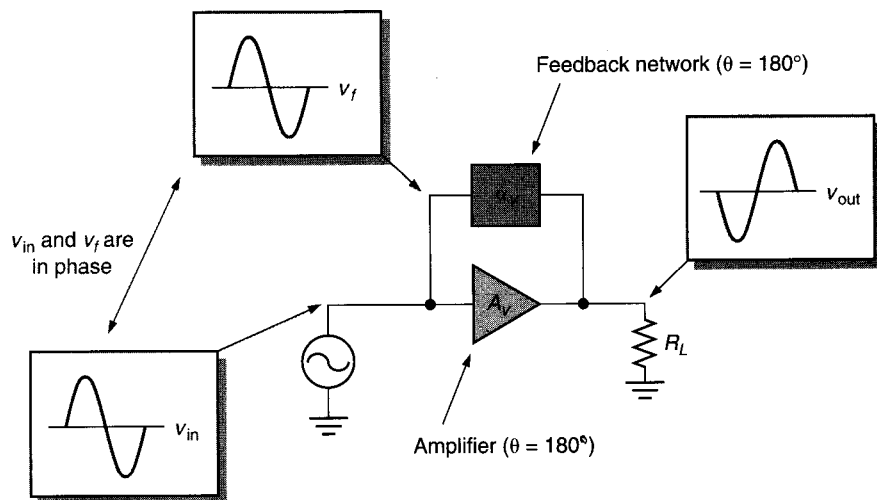 v_f
Feedback network (θ = 180°)
α_v
v_out
v_in and v_f are
in phase
A_v
R_L
v_in
Amplifier (θ = 180°)